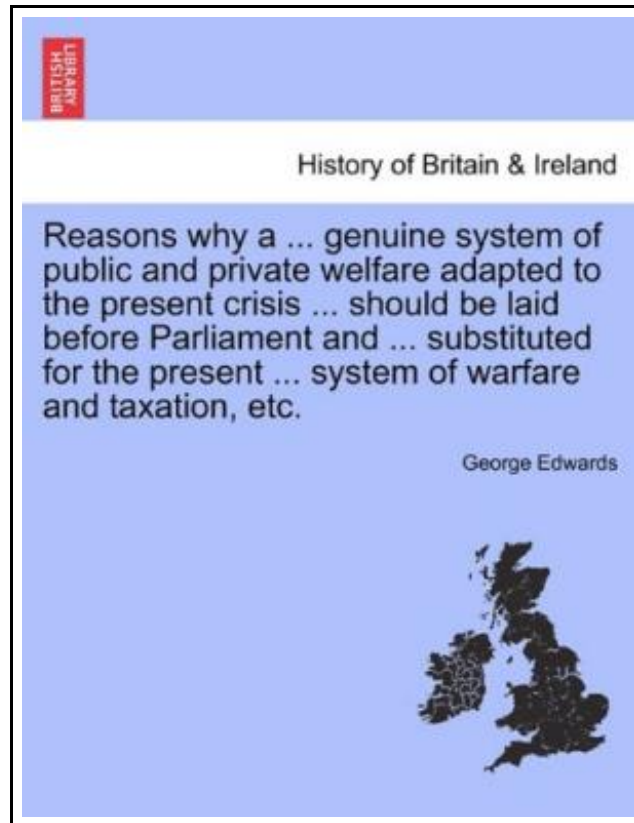 BRITISH
LIBRARY
History of Britain & Ireland
Reasons why a ... genuine system of
public and private welfare adapted to
the present crisis ... should be laid
before Parliament and ... substituted
for the present ... system of warfare
and taxation, etc.
George Edwards